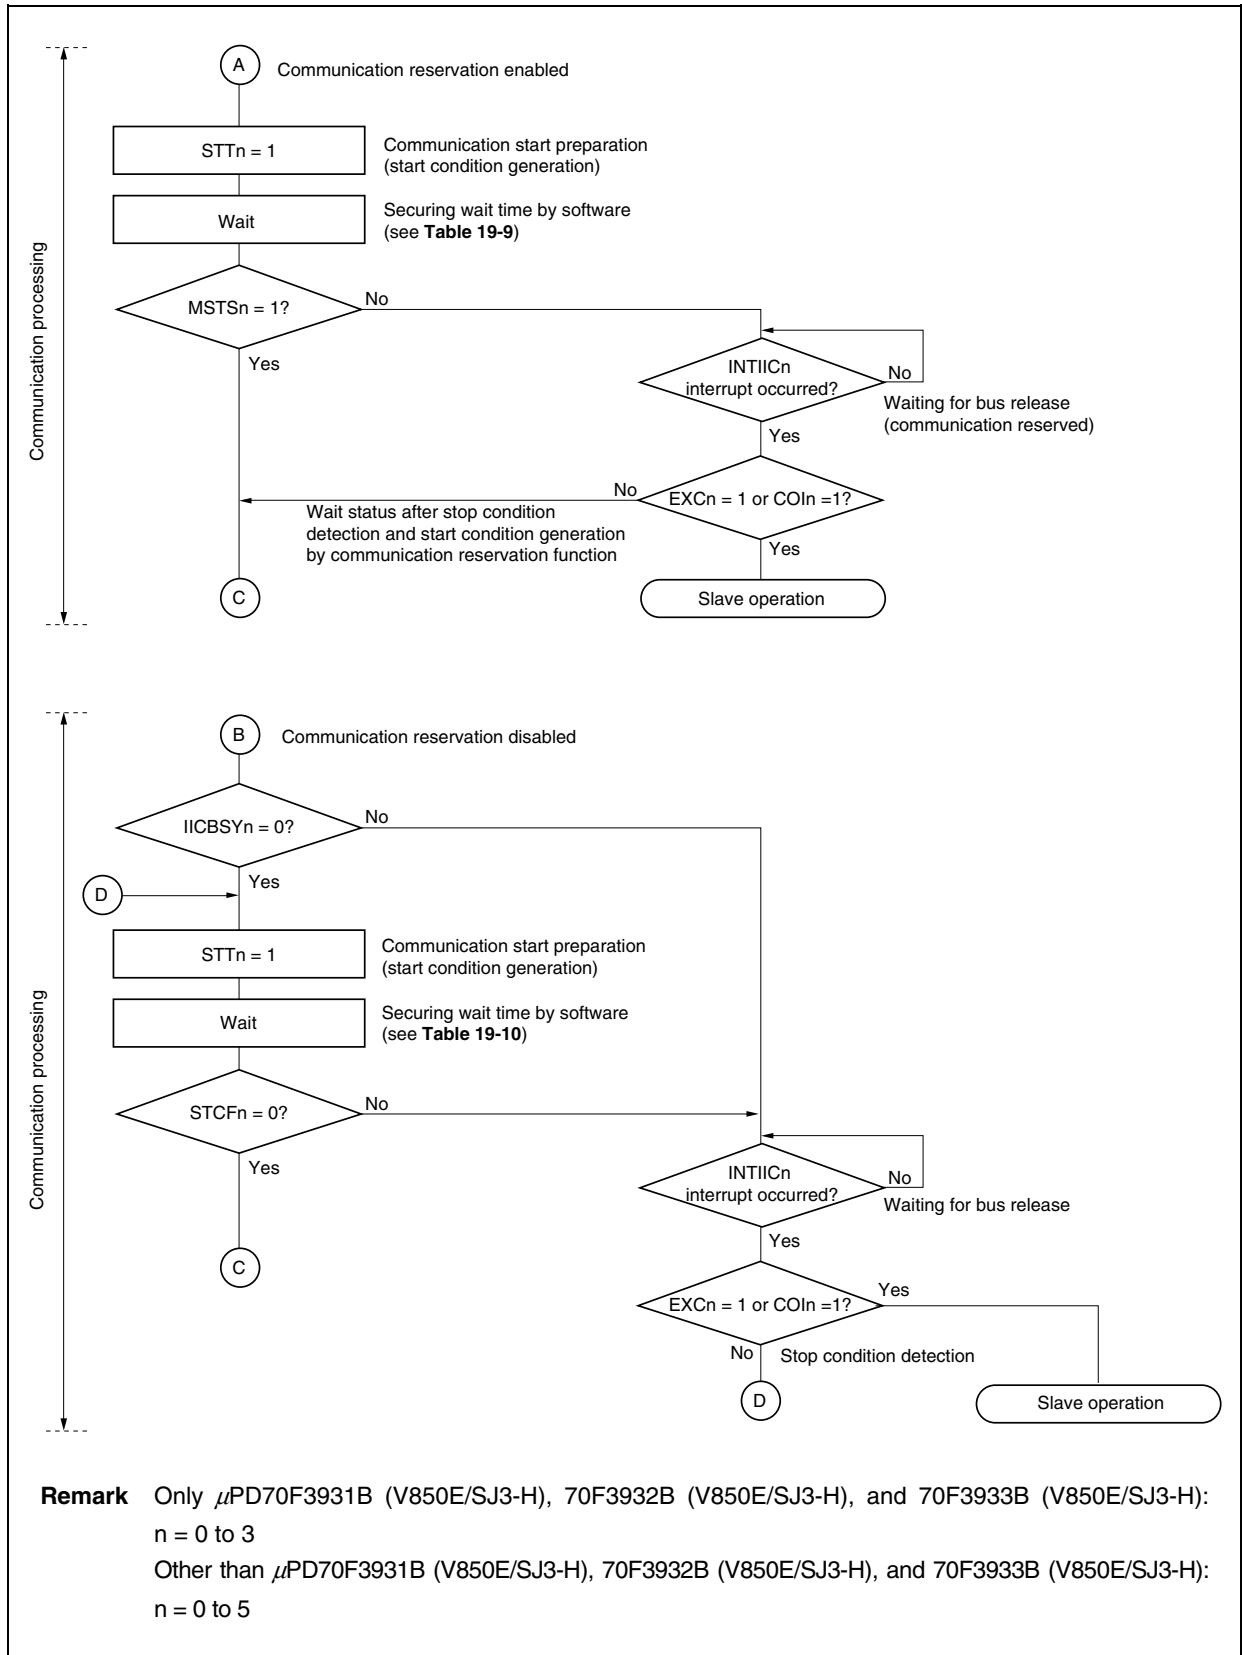 A
Communication reservation enabled
STTn = 1
Communication start preparation
(start condition generation)
Wait
Securing wait time by software
(see Table 19-9)
MSTSn = 1?
No
Yes
INTIICn
interrupt occurred?
No
Waiting for bus release
(communication reserved)
Yes
EXCn = 1 or COIn =1?
No
Wait status after stop condition
detection and start condition generation
by communication reservation function
Yes
C
Slave operation
Communication processing
B
Communication reservation disabled
IICBSYn = 0?
No
Yes
D
STTn = 1
Communication start preparation
(start condition generation)
Wait
Securing wait time by software
(see Table 19-10)
STCFn = 0?
No
Yes
INTIICn
interrupt occurred?
No
Waiting for bus release
Yes
C
EXCn = 1 or COIn =1?
Yes
No
Stop condition detection
D
Slave operation
Communication processing
Remark Only μPD70F3931B (V850E/SJ3-H), 70F3932B (V850E/SJ3-H), and 70F3933B (V850E/SJ3-H):
n = 0 to 3
Other than μPD70F3931B (V850E/SJ3-H), 70F3932B (V850E/SJ3-H), and 70F3933B (V850E/SJ3-H):
n = 0 to 5